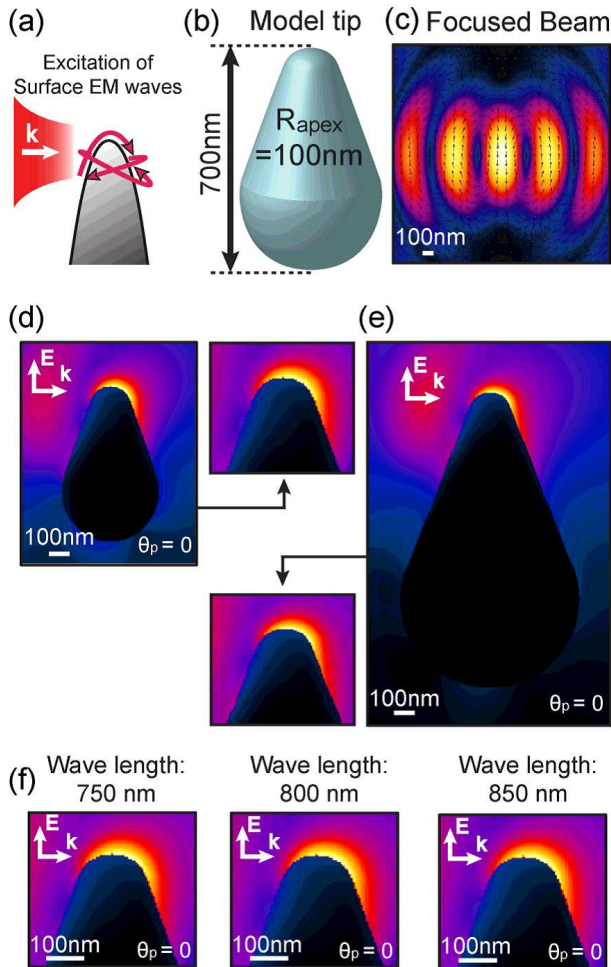 (a)
Excitation of
Surface EM waves
k
(b)
Model tip
700nm
Rapex
=100nm
(c)
Focused Beam
100nm
(d)
E
k
100nm
θp = 0
(e)
E
k
100nm
θp = 0
(f)
Wave length:
750 nm
E
k
100nm
θp = 0
Wave length:
800 nm
E
k
100nm
θp = 0
Wave length:
850 nm
E
k
100nm
θp = 0